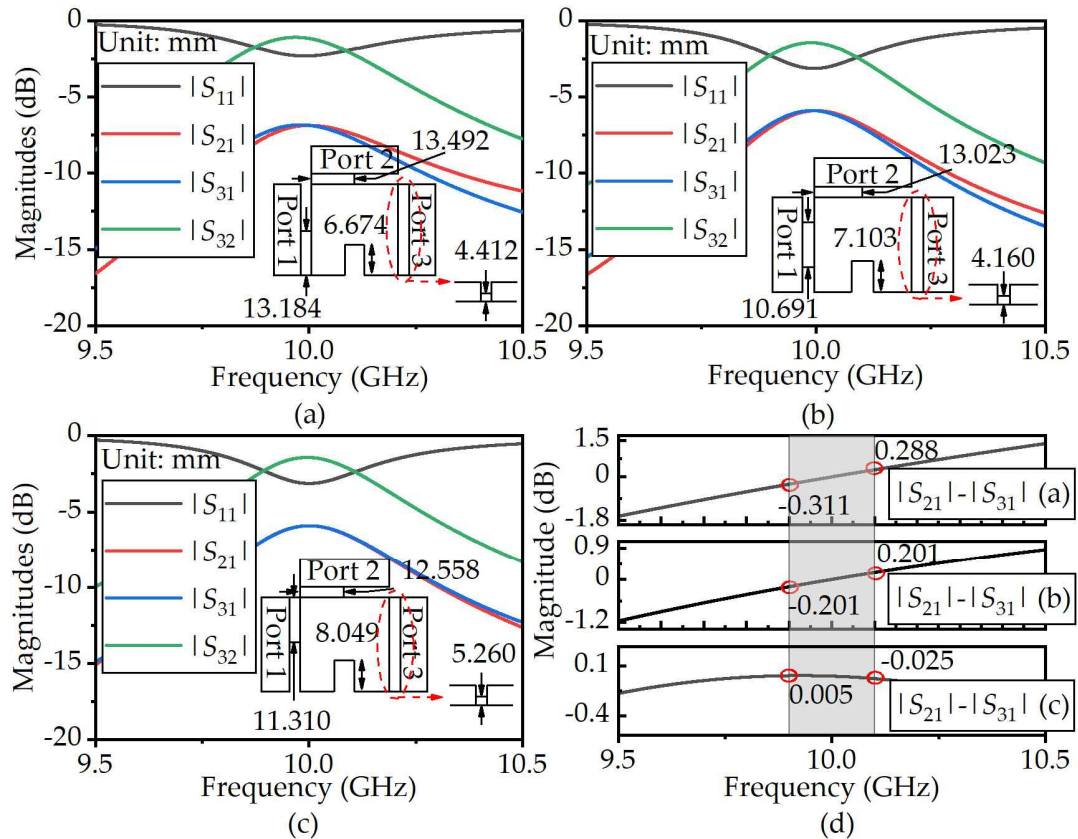 0
-5
-10
-15
-20
Magnitudes (dB)
Unit: mm
|S11|
|S21|
|S31|
|S32|
Port 2
13.492
Port 1
6.674
Port 3
4.412
13.184
9.5 10.0 10.5
Frequency (GHz)
(a)
0
-5
-10
-15
-20
Unit: mm
|S11|
|S21|
|S31|
|S32|
Port 2
13.023
Port 1
7.103
Port 3
4.160
10.691
9.5 10.0 10.5
Frequency (GHz)
(b)
0
-5
-10
-15
-20
Magnitudes (dB)
Unit: mm
|S11|
|S21|
|S31|
|S32|
Port 2
12.558
Port 1
8.049
Port 3
5.260
11.310
9.5 10.0 10.5
Frequency (GHz)
(c)
Magnitude (dB)
1.5
0
-1.8
0.288
-0.311
|S21|-|S31| (a)
0.9
0
-1.2
0.201
-0.201
|S21|-|S31| (b)
0.1
-0.4
-0.025
0.005
|S21|-|S31| (c)
9.5 10.0 10.5
Frequency (GHz)
(d)